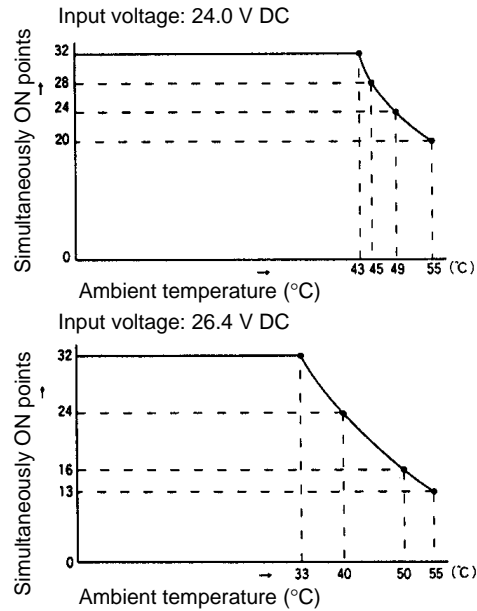 Input voltage: 24.0 V DC
Simultaneously ON points →
32
28
24
20
0
→ 43 45 49 55 (°C)
Ambient temperature (°C)
Input voltage: 26.4 V DC
Simultaneously ON points →
32
24
16
13
0
→ 33 40 50 55 (°C)
Ambient temperature (°C)